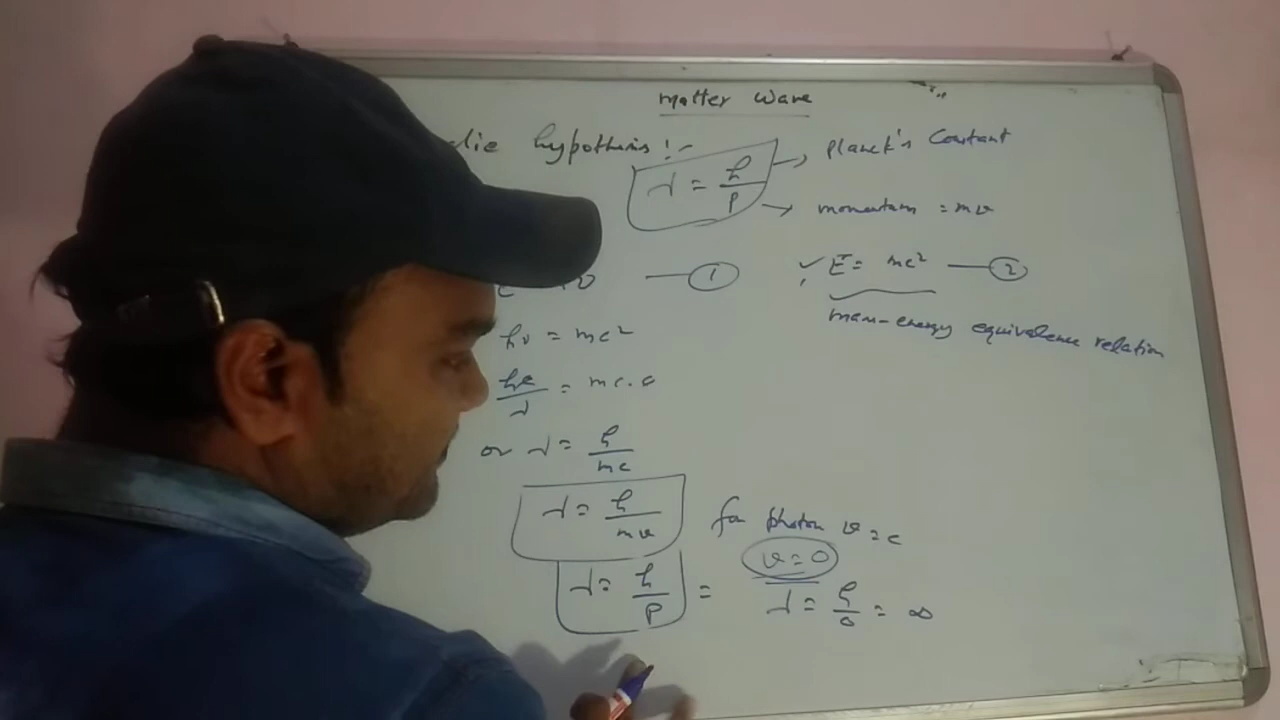 matter wave
hypothesis :-
λ = h/p → Planck's Constant
→ momentum = mv
—①
✓ E = mc² —②
mass-energy equivalence relation
hν = mc²
hc/λ = mc.c
or λ = h/mc
λ = h/mv for photon v = c
v = 0
λ = h/p = λ = h/0 = ∞